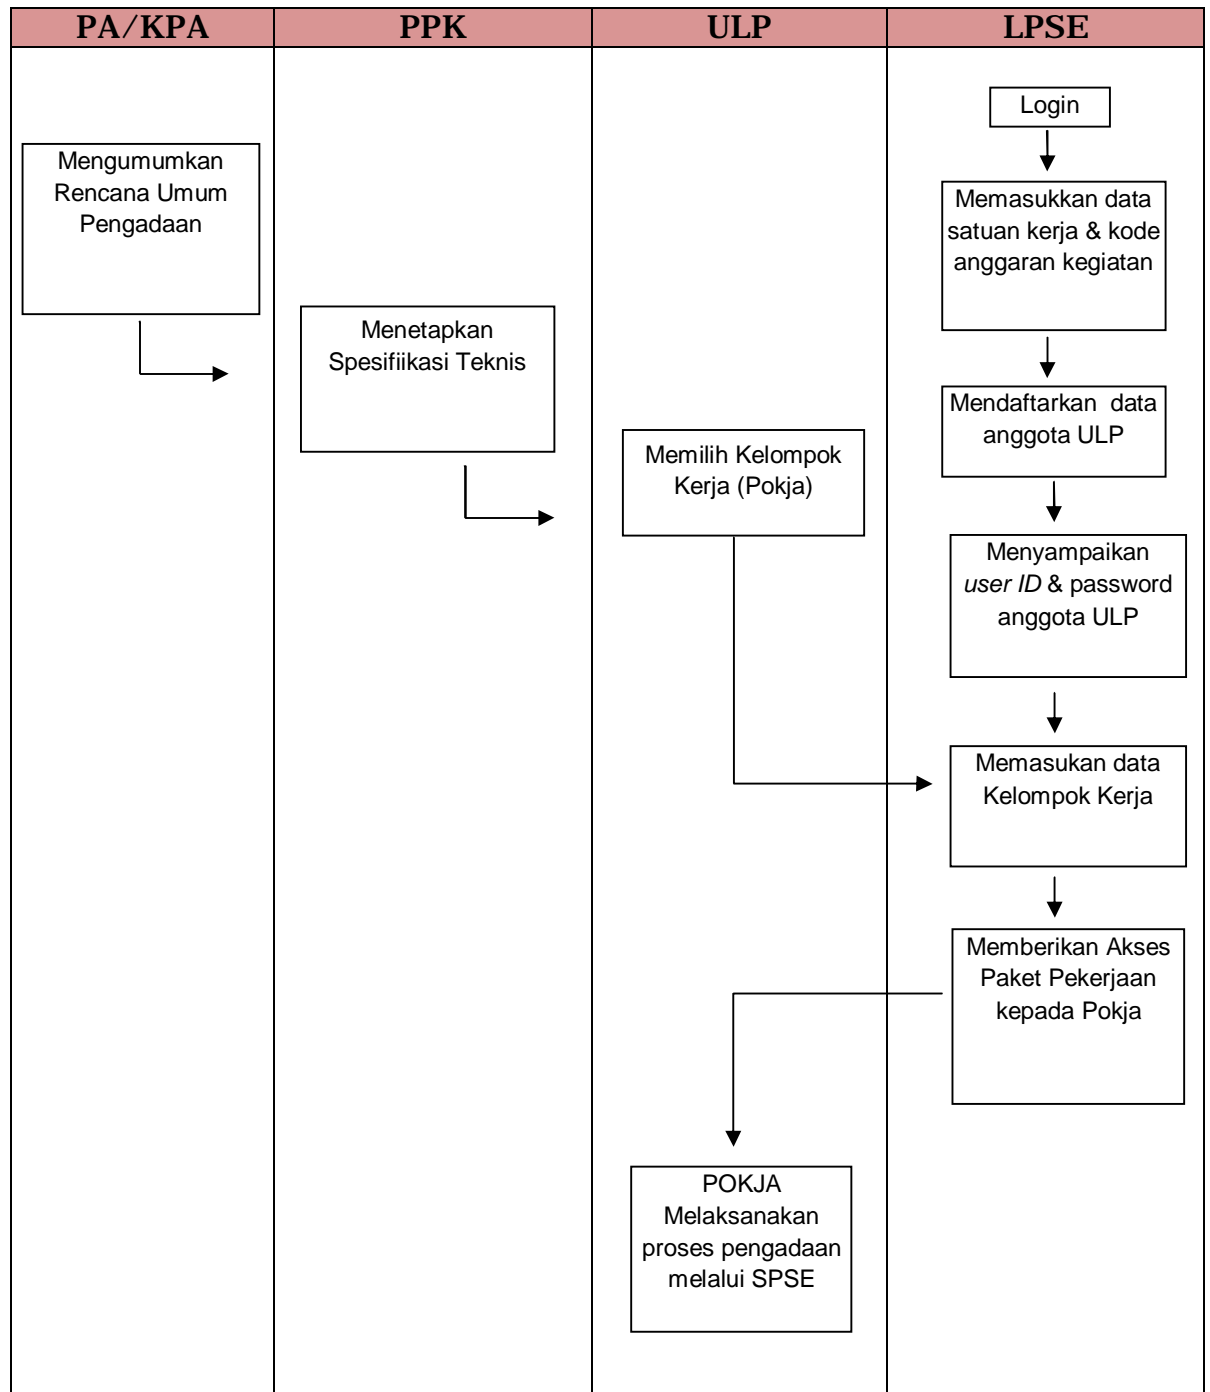 PA/KPA
PPK
ULP
LPSE
Mengumumkan
Rencana Umum
Pengadaan
Menetapkan
Spesifiikasi Teknis
Memilih Kelompok
Kerja (Pokja)
POKJA
Melaksanakan
proses pengadaan
melalui SPSE
Login
Memasukkan data
satuan kerja & kode
anggaran kegiatan
Mendaftarkan  data
anggota ULP
Menyampaikan
user ID & password
anggota ULP
Memasukan data
Kelompok Kerja
Memberikan Akses
Paket Pekerjaan
kepada Pokja